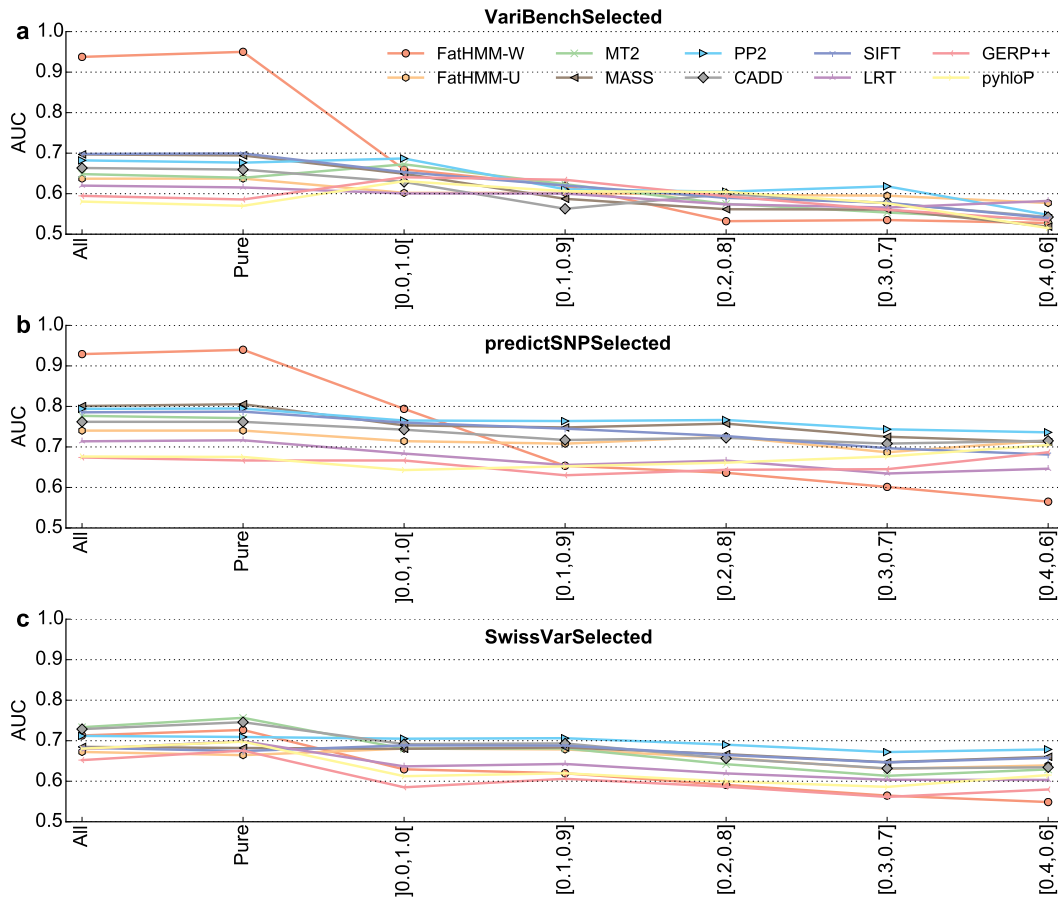 a
VariBenchSelected
1.0
0.9
0.8
0.7
0.6
0.5
AUC
FatHMM-W
MT2
PP2
SIFT
GERP++
FatHMM-U
MASS
CADD
LRT
pyhloP
All
Pure
]0.0,1.0[
[0.1,0.9]
[0.2,0.8]
[0.3,0.7]
[0.4,0.6]
b
predictSNPSelected
1.0
0.9
0.8
0.7
0.6
0.5
AUC
All
Pure
]0.0,1.0[
[0.1,0.9]
[0.2,0.8]
[0.3,0.7]
[0.4,0.6]
c
SwissVarSelected
1.0
0.9
0.8
0.7
0.6
0.5
AUC
All
Pure
]0.0,1.0[
[0.1,0.9]
[0.2,0.8]
[0.3,0.7]
[0.4,0.6]